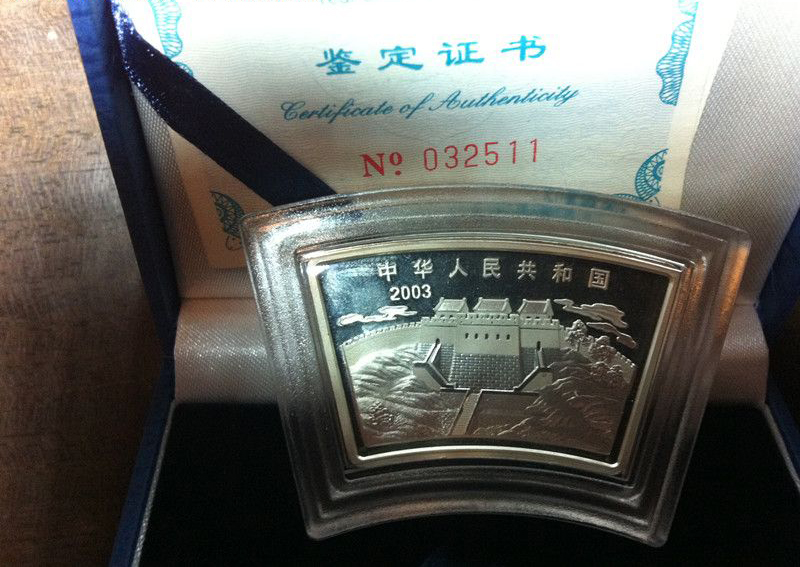 鉴定证书
Certificate of Authenticity
Nº 032511
中华人民共和国
2003